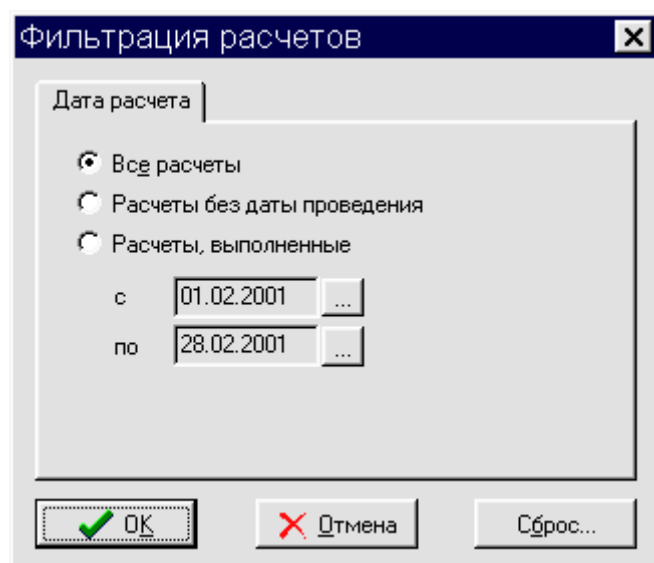 Фильтрация расчетов
Дата расчета
Все расчеты
Расчеты без даты проведения
Расчеты, выполненные
с 01.02.2001 ...
по 28.02.2001 ...
OK Отмена Сброс...